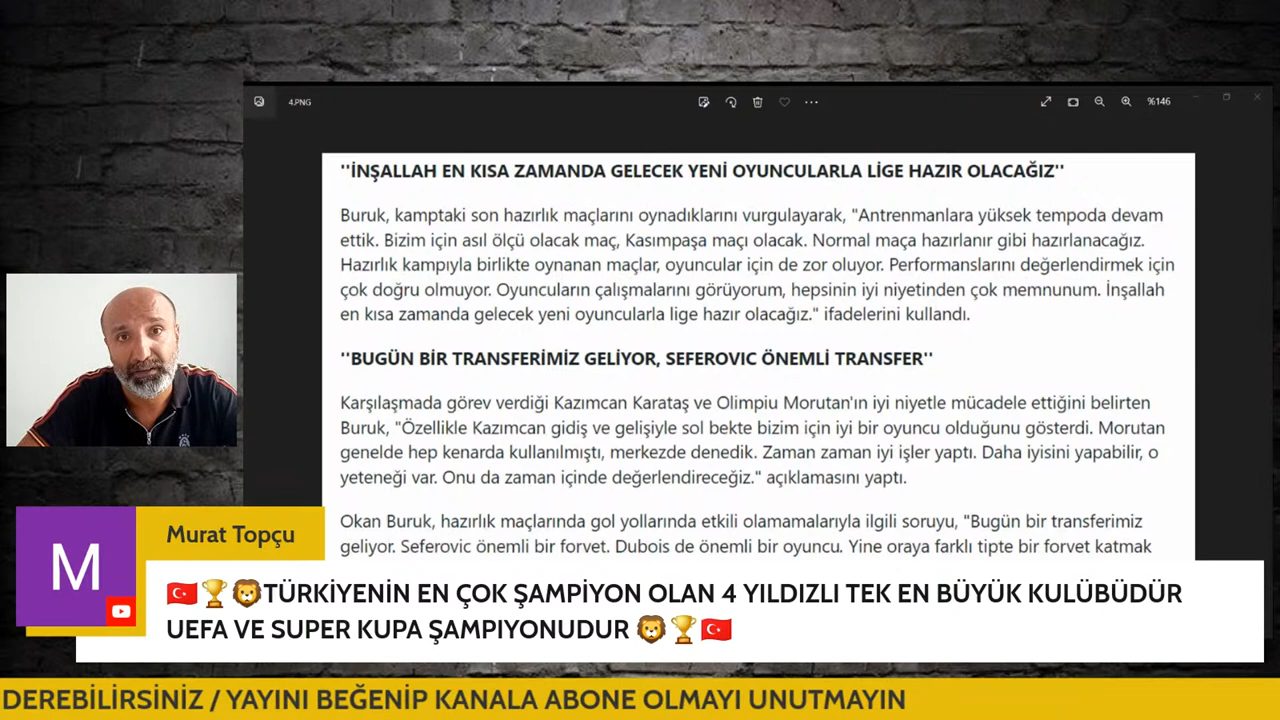 4.PNG
%146
''İNŞALLAH EN KISA ZAMANDA GELECEK YENİ OYUNCULARLA LİGE HAZIR OLACAĞIZ''
Buruk, kamptaki son hazırlık maçlarını oynadıklarını vurgulayarak, "Antrenmanlara yüksek tempoda devam
ettik. Bizim için asıl ölçü olacak maç, Kasımpaşa maçı olacak. Normal maça hazırlanır gibi hazırlanacağız.
Hazırlık kampıyla birlikte oynanan maçlar, oyuncular için de zor oluyor. Performanslarını değerlendirmek için
çok doğru olmuyor. Oyuncuların çalışmalarını görüyorum, hepsinin iyi niyetinden çok memnunum. İnşallah
en kısa zamanda gelecek yeni oyuncularla lige hazır olacağız." ifadelerini kullandı.
''BUGÜN BİR TRANSFERİMİZ GELİYOR, SEFEROVIC ÖNEMLİ TRANSFER''
Karşılaşmada görev verdiği Kazımcan Karataş ve Olimpiu Morutan'ın iyi niyetle mücadele ettiğini belirten
Buruk, "Özellikle Kazımcan gidiş ve gelişiyle sol bekte bizim için iyi bir oyuncu olduğunu gösterdi. Morutan
genelde hep kenarda kullanılmıştı, merkezde denedik. Zaman zaman iyi işler yaptı. Daha iyisini yapabilir, o
yeteneği var. Onu da zaman içinde değerlendireceğiz." açıklamasını yaptı.
Okan Buruk, hazırlık maçlarında gol yollarında etkili olamamalarıyla ilgili soruyu, "Bugün bir transferimiz
geliyor. Seferovic önemli bir forvet. Dubois de önemli bir oyuncu. Yine oraya farklı tipte bir forvet katmak
M
Murat Topçu
🇹🇷🏆🦁TÜRKİYENİN EN ÇOK ŞAMPİYON OLAN 4 YILDIZLI TEK EN BÜYÜK KULÜBÜDÜR
UEFA VE SUPER KUPA ŞAMPIYONUDUR 🦁🏆🇹🇷
DEREBİLİRSİNİZ / YAYINI BEĞENİP KANALA ABONE OLMAYI UNUTMAYIN